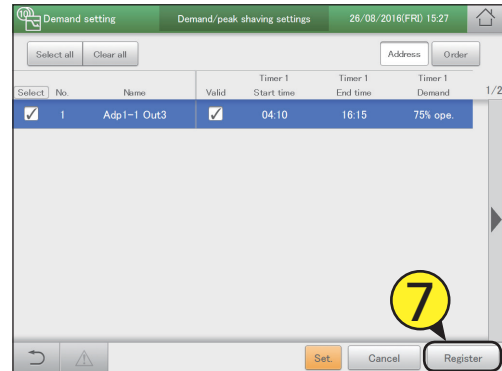 Demand setting Demand/peak shaving settings 26/08/2016(FRI) 15:27
Select all Clear all Address Order
Timer 1 Timer 1 Timer 1
Select No. Name Valid Start time End time Demand 1/2
1 Adp1-1 Out3 04:10 16:15 75% ope.
7
Set. Cancel Register